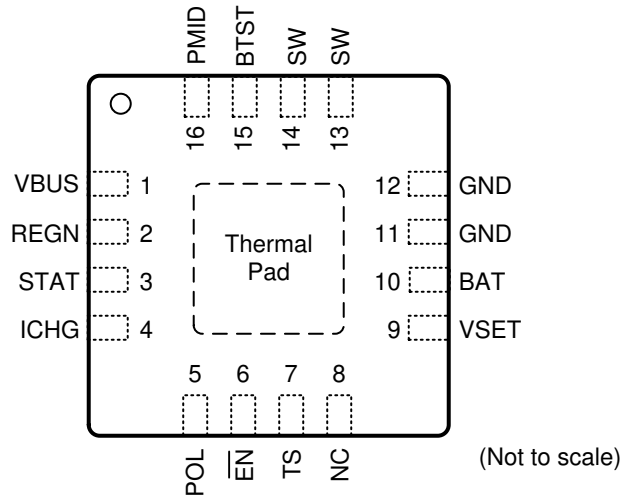 PMID
BTST
SW
SW
16
15
14
13
VBUS 1
REGN 2
STAT 3
ICHG 4
Thermal
Pad
12 GND
11 GND
10 BAT
9 VSET
5 6 7 8
POL
E̅N̅
TS
NC
(Not to scale)